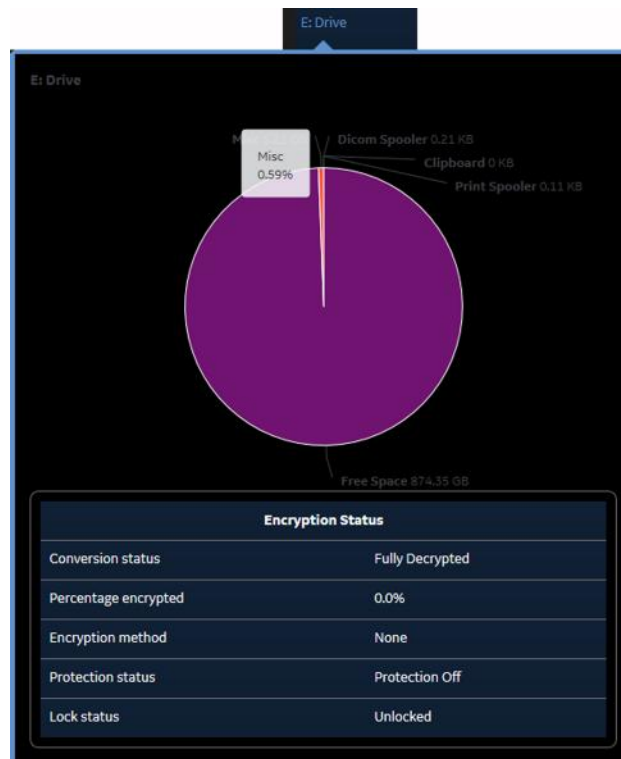 E: Drive
E: Drive
Dicom Spooler 0.21 KB
Misc
0.59%
Clipboard 0 KB
Print Spooler 0.11 KB
Free Space 874.35 GB
Encryption Status
Conversion status Fully Decrypted
Percentage encrypted 0.0%
Encryption method None
Protection status Protection Off
Lock status Unlocked